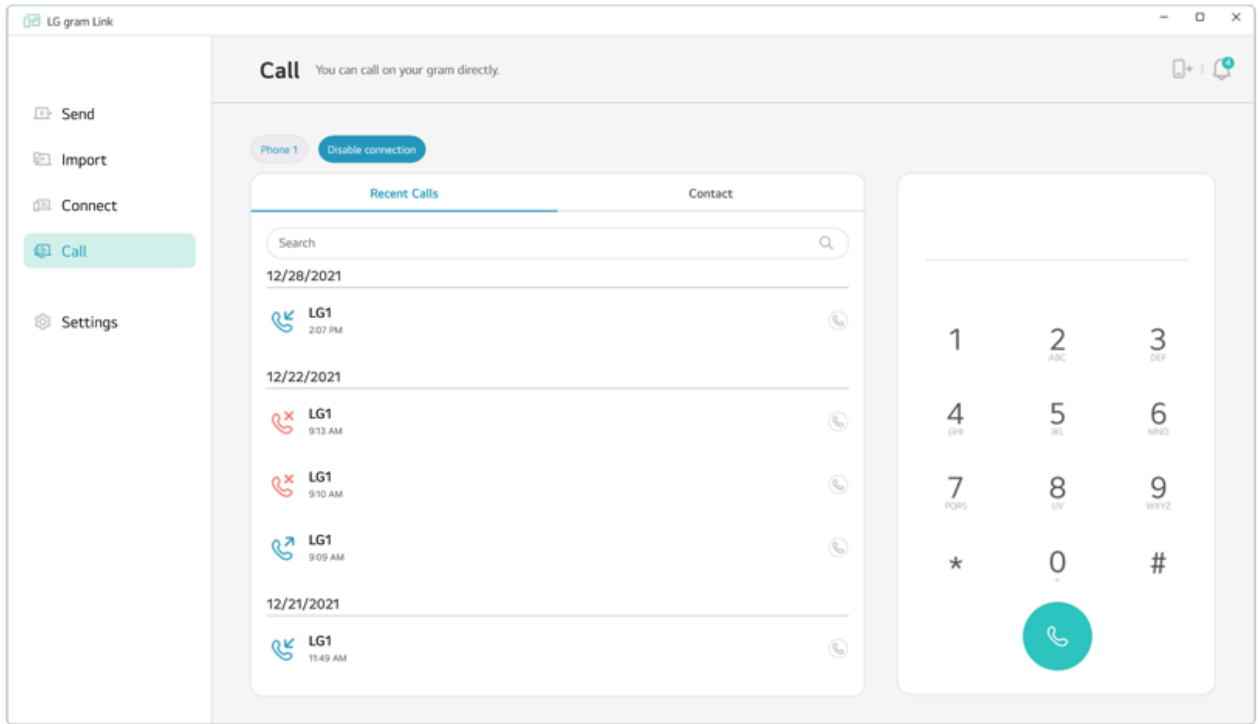 LG gram Link
Call You can call on your gram directly.
4
Send
Import
Connect
Call
Settings
Phone 1 Disable connection
Recent Calls Contact
Search
12/28/2021
LG1
2:07 PM
12/22/2021
LG1
9:13 AM
LG1
9:10 AM
LG1
9:09 AM
12/21/2021
LG1
11:49 AM
1 2 3
ABC DEF
4 5 6
GHI JKL MNO
7 8 9
PQRS UV WXYZ
* 0 #
+